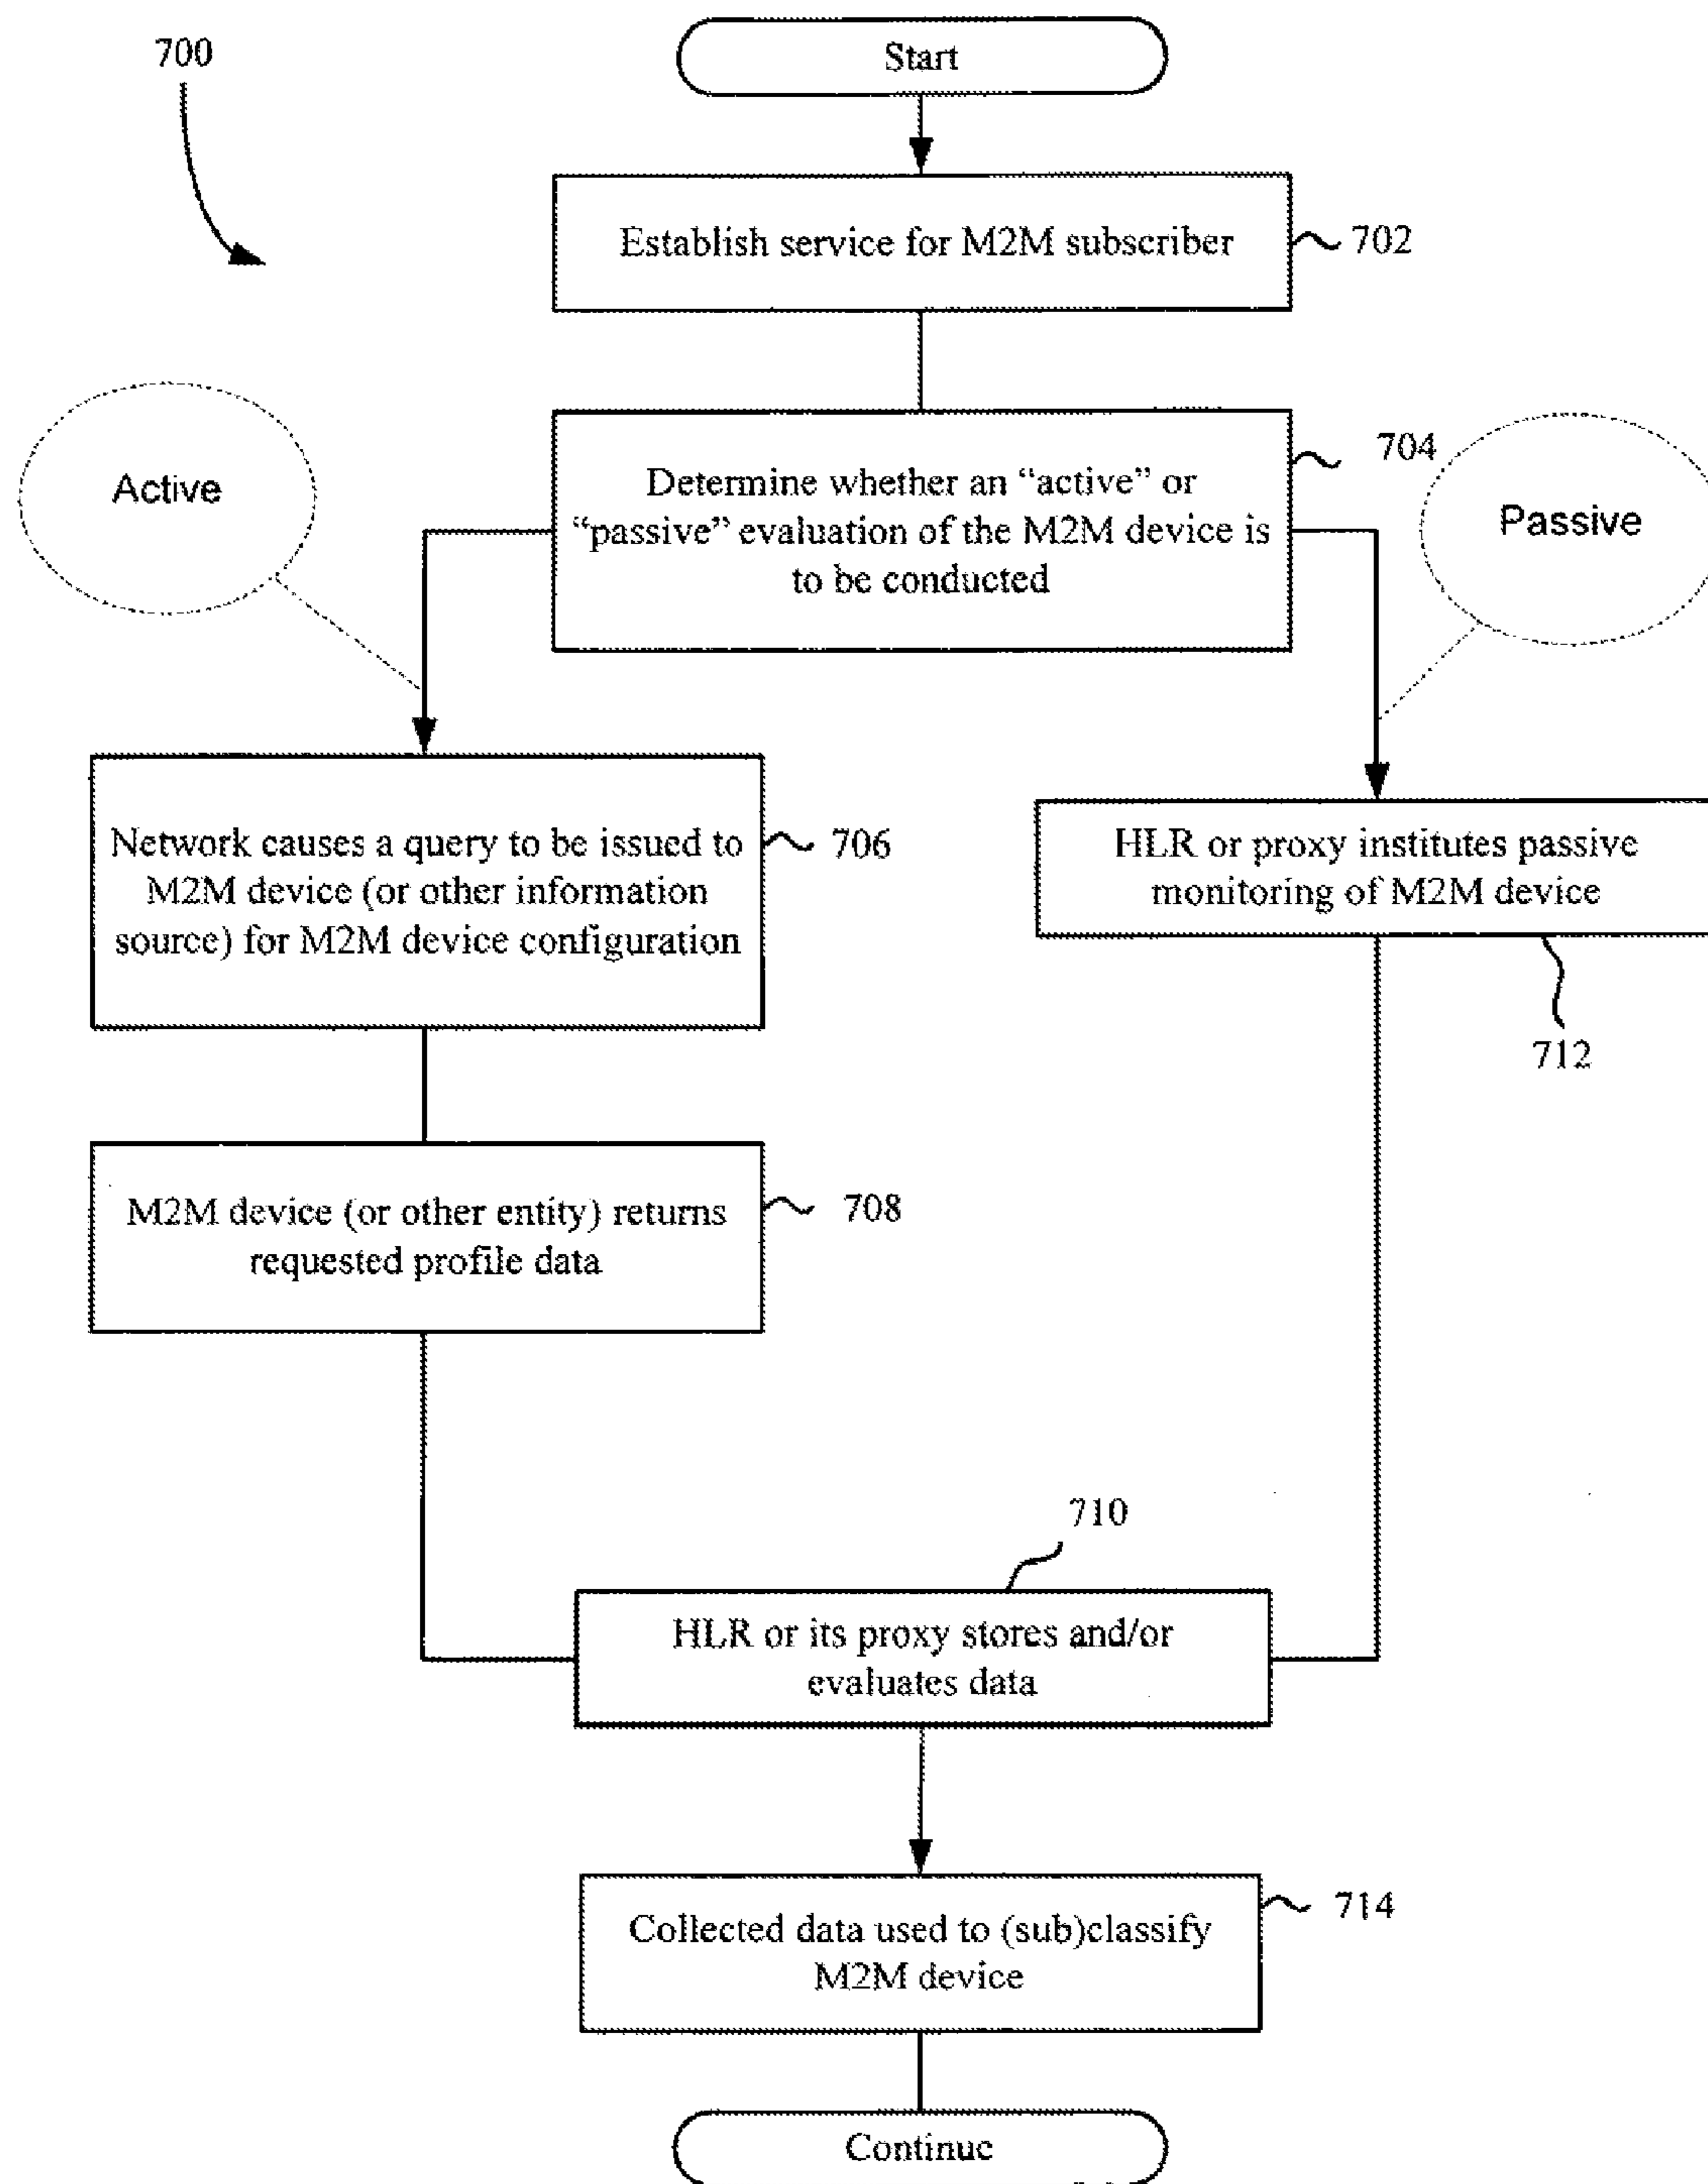 700
Start
Establish service for M2M subscriber
702
Active
704
Determine whether an “active” or
“passive” evaluation of the M2M device is
to be conducted
Passive
Network causes a query to be issued to
M2M device (or other information
source) for M2M device configuration
706
HLR or proxy institutes passive
monitoring of M2M device
712
M2M device (or other entity) returns
requested profile data
708
710
HLR or its proxy stores and/or
evaluates data
Collected data used to (sub)classify
M2M device
714
Continue